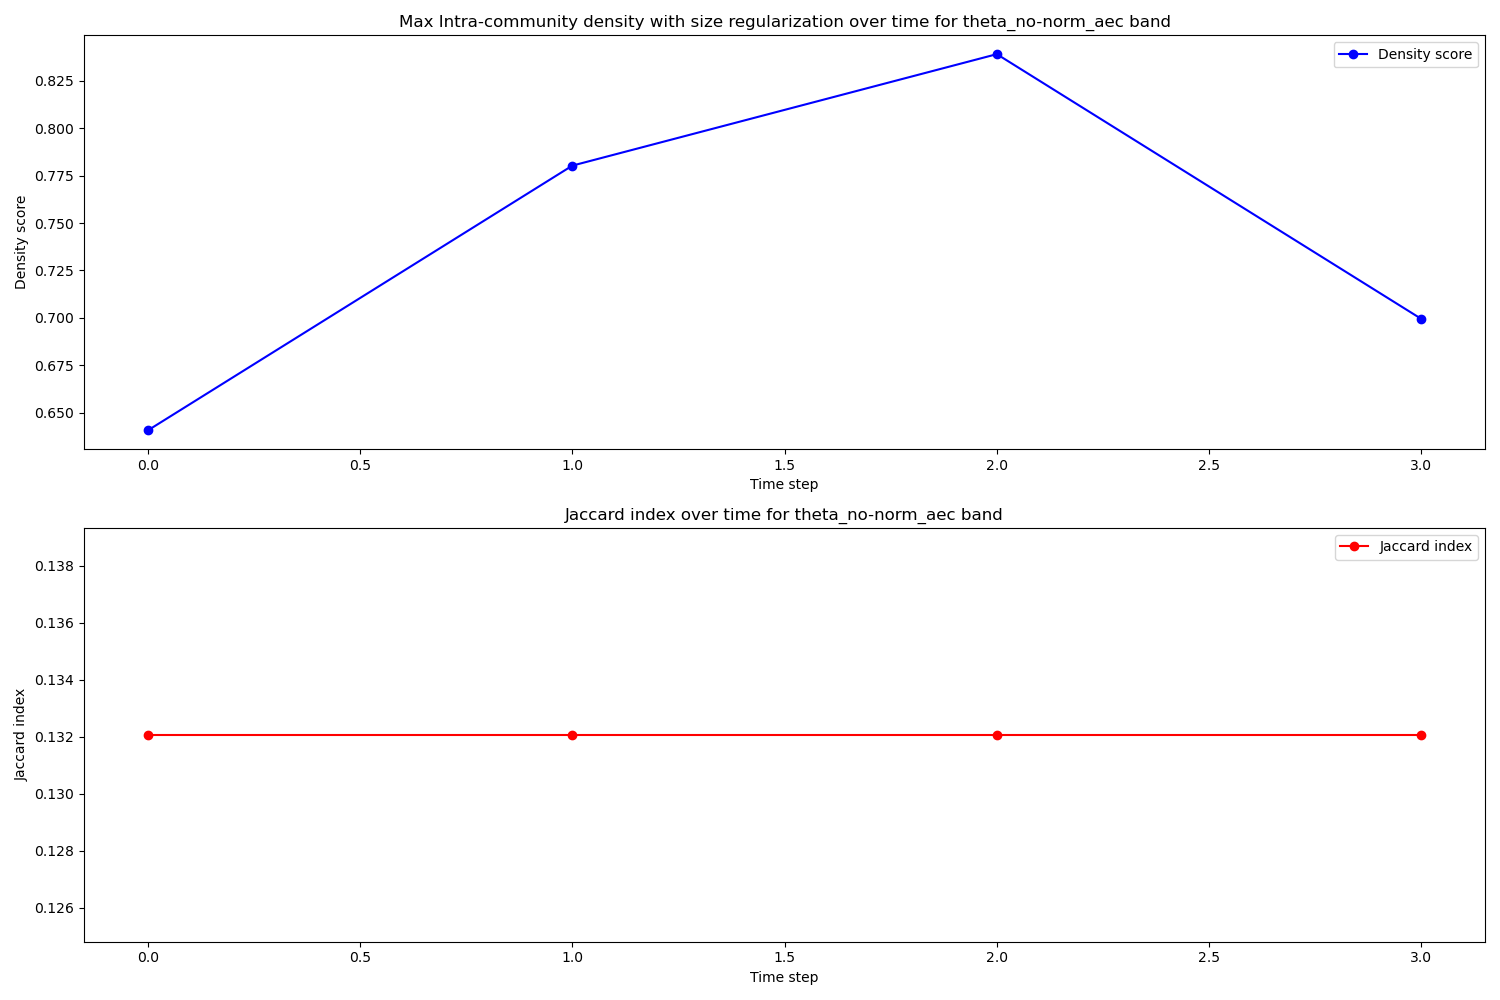 Max Intra-community density with size regularization over time for theta_no-norm_aec band
Density score
0.825
0.800
0.775
0.750
0.725
0.700
0.675
0.650
Density score
0.0 0.5 1.0 1.5 2.0 2.5 3.0
Time step
Jaccard index over time for theta_no-norm_aec band
Jaccard index
0.138
0.136
0.134
0.132
0.130
0.128
0.126
Jaccard index
0.0 0.5 1.0 1.5 2.0 2.5 3.0
Time step